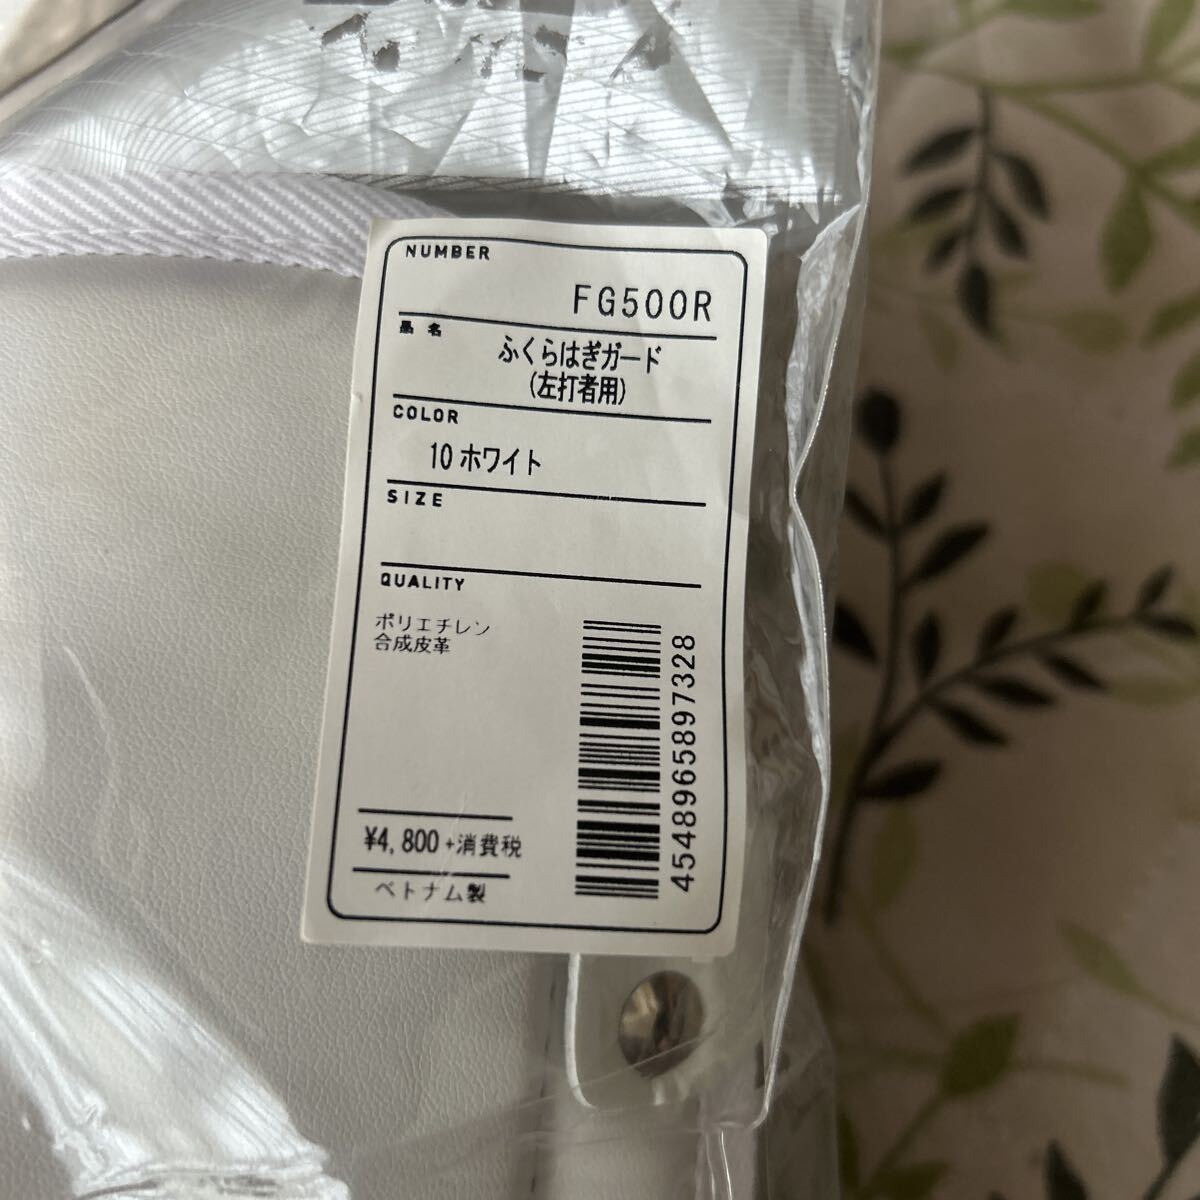 NUMBER
FG500R
品名
ふくらはぎガード
(左打者用)
COLOR
10ホワイト
SIZE
QUALITY
ポリエチレン
合成皮革
4548965897328
¥4,800+消費税
ベトナム製